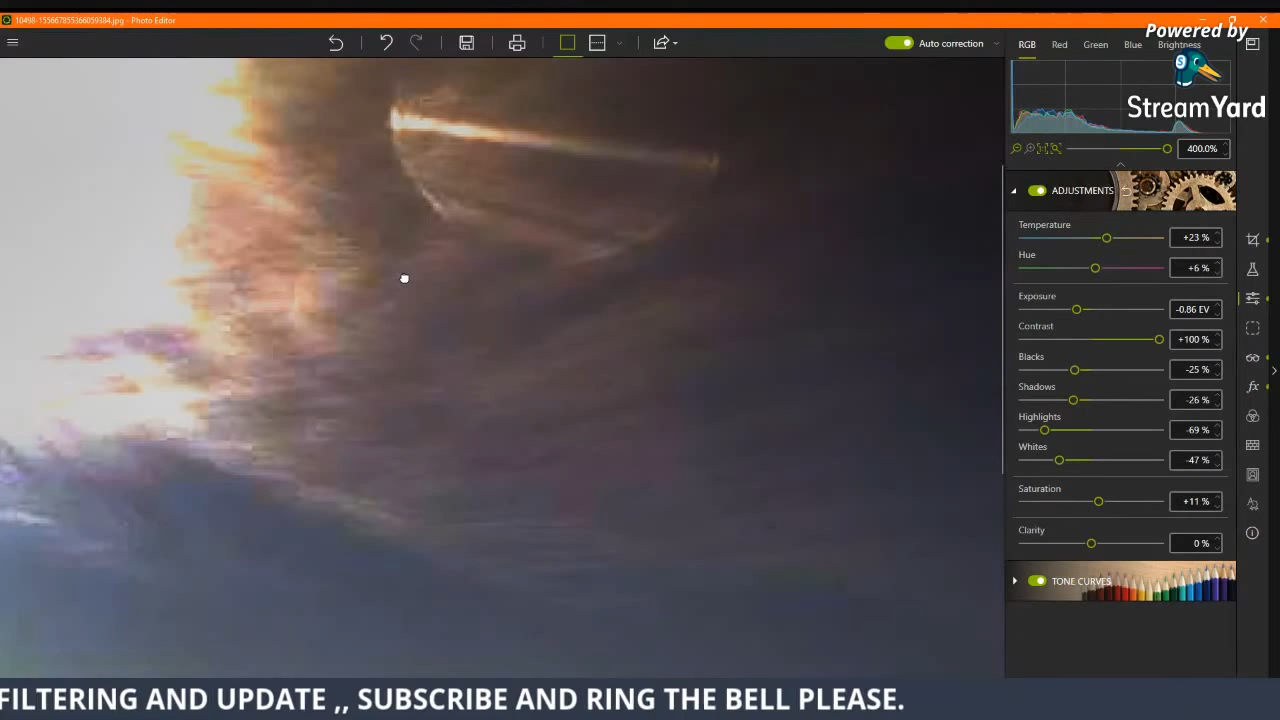 10498-155667855366059384.jpg - Photo Editor
Powered by
StreamYard
Auto correction
RGB
Red
Green
Blue
Brightness
400.0%
ADJUSTMENTS
Temperature
+23 %
Hue
+6 %
Exposure
-0.86 EV
Contrast
+100 %
Blacks
-25 %
Shadows
-26 %
Highlights
-69 %
Whites
-47 %
Saturation
+11 %
Clarity
0 %
TONE CURVES
FILTERING AND UPDATE ,, SUBSCRIBE AND RING THE BELL PLEASE.